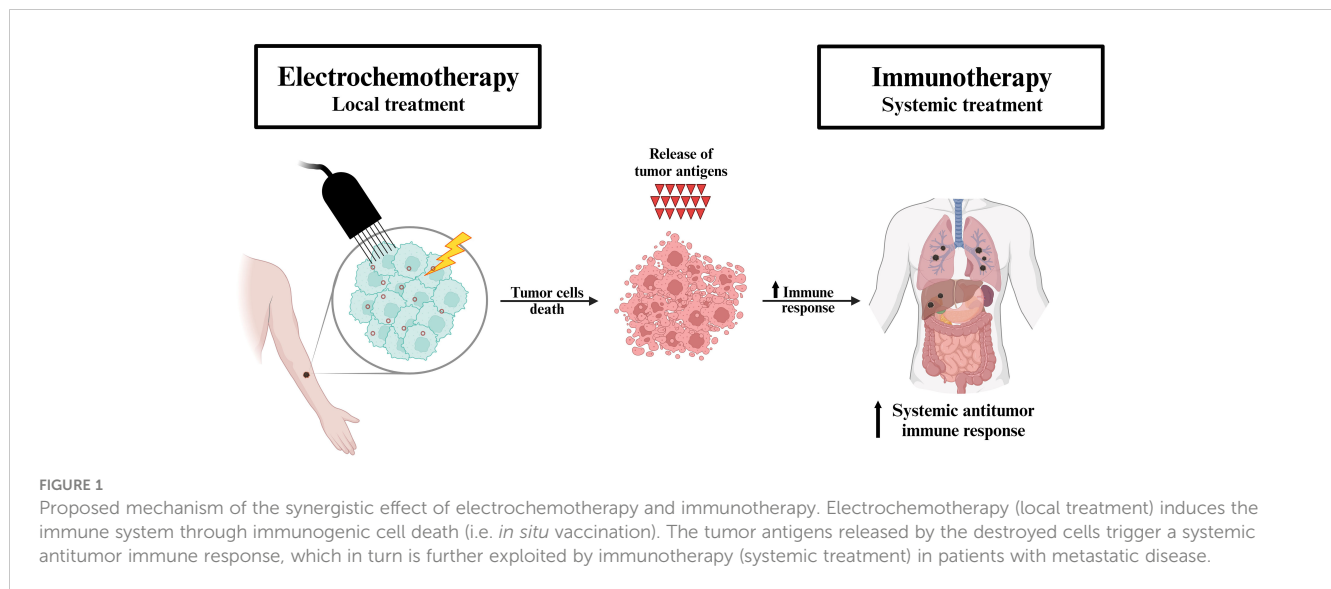 Electrochemotherapy
Local treatment
Immunotherapy
Systemic treatment
Release of
tumor antigens
Tumor cells
death
Immune
response
Systemic antitumor
immune response
FIGURE 1
Proposed mechanism of the synergistic effect of electrochemotherapy and immunotherapy. Electrochemotherapy (local treatment) induces the
immune system through immunogenic cell death (i.e. in situ vaccination). The tumor antigens released by the destroyed cells trigger a systemic
antitumor immune response, which in turn is further exploited by immunotherapy (systemic treatment) in patients with metastatic disease.